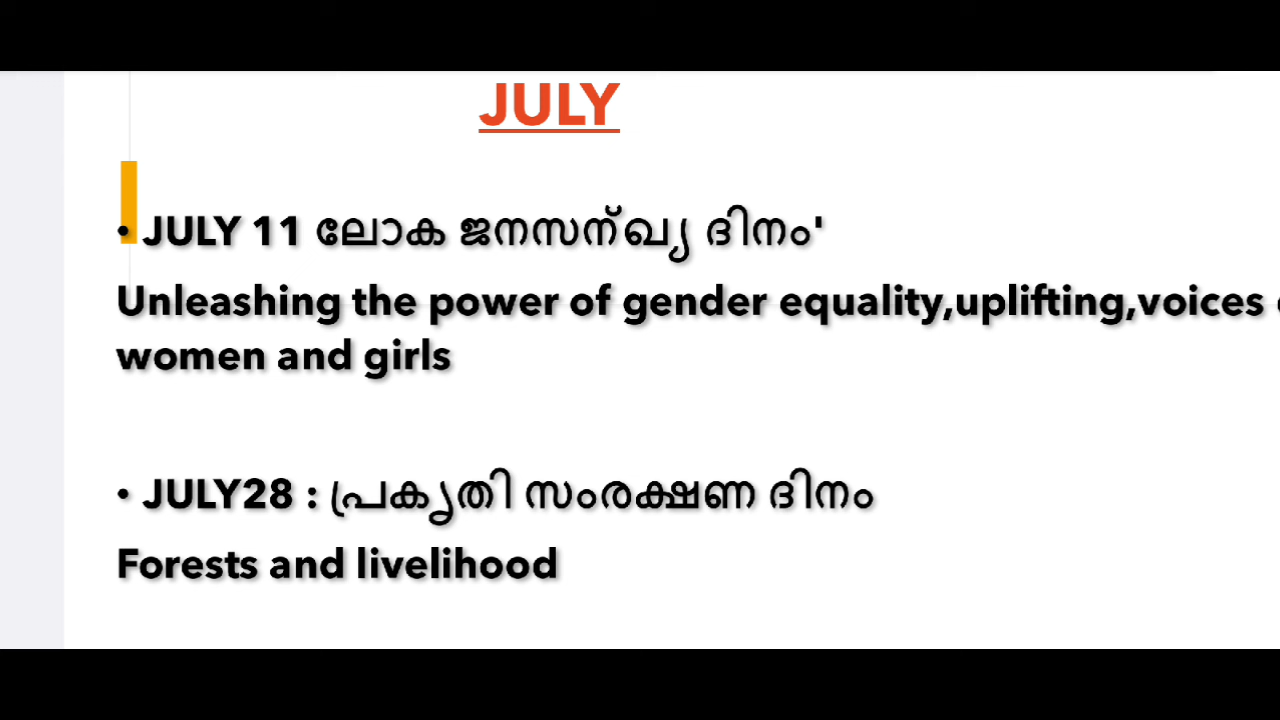 JULY
• JULY 11 ലോക ജനസന്ഖ്യ ദിനം'
Unleashing the power of gender equality,uplifting,voices
women and girls
• JULY28 : പ്രകൃതി സംരക്ഷണ ദിനം
Forests and livelihood